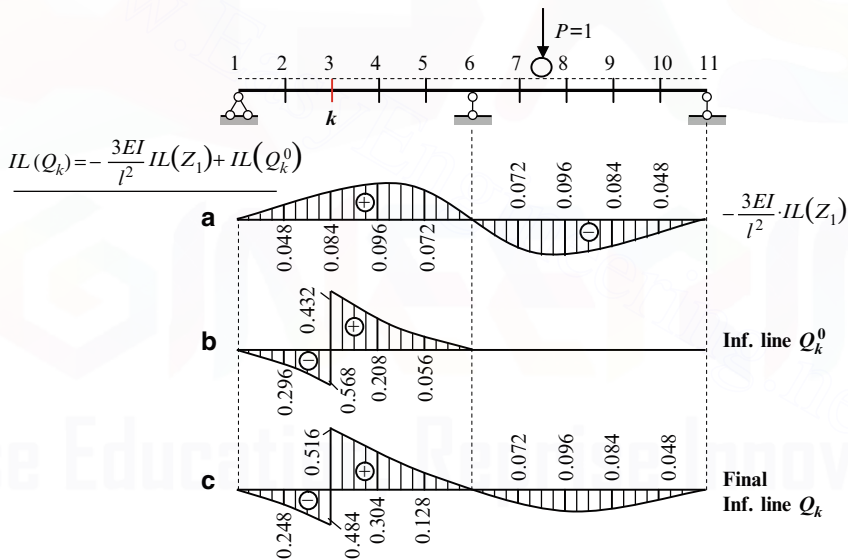 P=1
1 2 3 4 5 6 7 8 9 10 11
k
IL(Q_k) = − 3EI/l² IL(Z_1) + IL(Q_k^0)
0.072 0.096 0.084 0.048
a + − − 3EI/l² · IL(Z_1)
0.048 0.084 0.096 0.072
0.432
b + − Inf. line Q_k^0
0.296 0.568 0.208 0.056
0.516 0.072 0.096 0.084 0.048
c + − Final
Inf. line Q_k
0.248 0.484 0.304 0.128